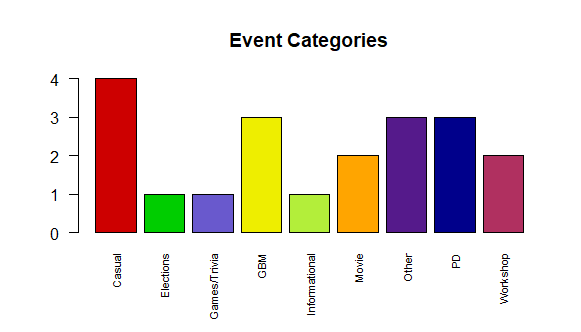 Event Categories
4
3
2
1
0
Casual
Elections
Games/Trivia
GBM
Informational
Movie
Other
PD
Workshop